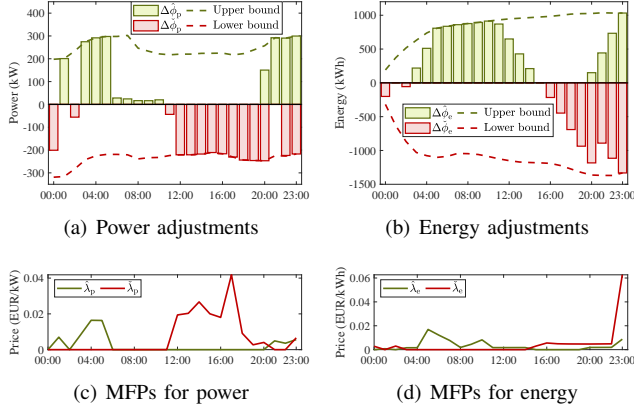 400
300
200
100
0
-100
-200
-300
Power (kW)
Δϕ̂ₚ Upper bound
Δϕ̌ₚ Lower bound
00:00 04:00 08:00 12:00 16:00 20:00 23:00
(a) Power adjustments
1000
500
0
-500
-1000
-1500
Energy (kWh)
Δϕ̂ₑ Upper bound
Δϕ̌ₑ Lower bound
00:00 04:00 08:00 12:00 16:00 20:00 23:00
(b) Energy adjustments
0.04
0.02
0
Price (EUR/kW)
λ̂ₚ λ̌ₚ
00:00 04:00 08:00 12:00 16:00 20:00 23:00
(c) MFPs for power
0.06
0.04
0.02
0
Price (EUR/kWh)
λ̂ₑ λ̌ₑ
00:00 04:00 08:00 12:00 16:00 20:00 23:00
(d) MFPs for energy